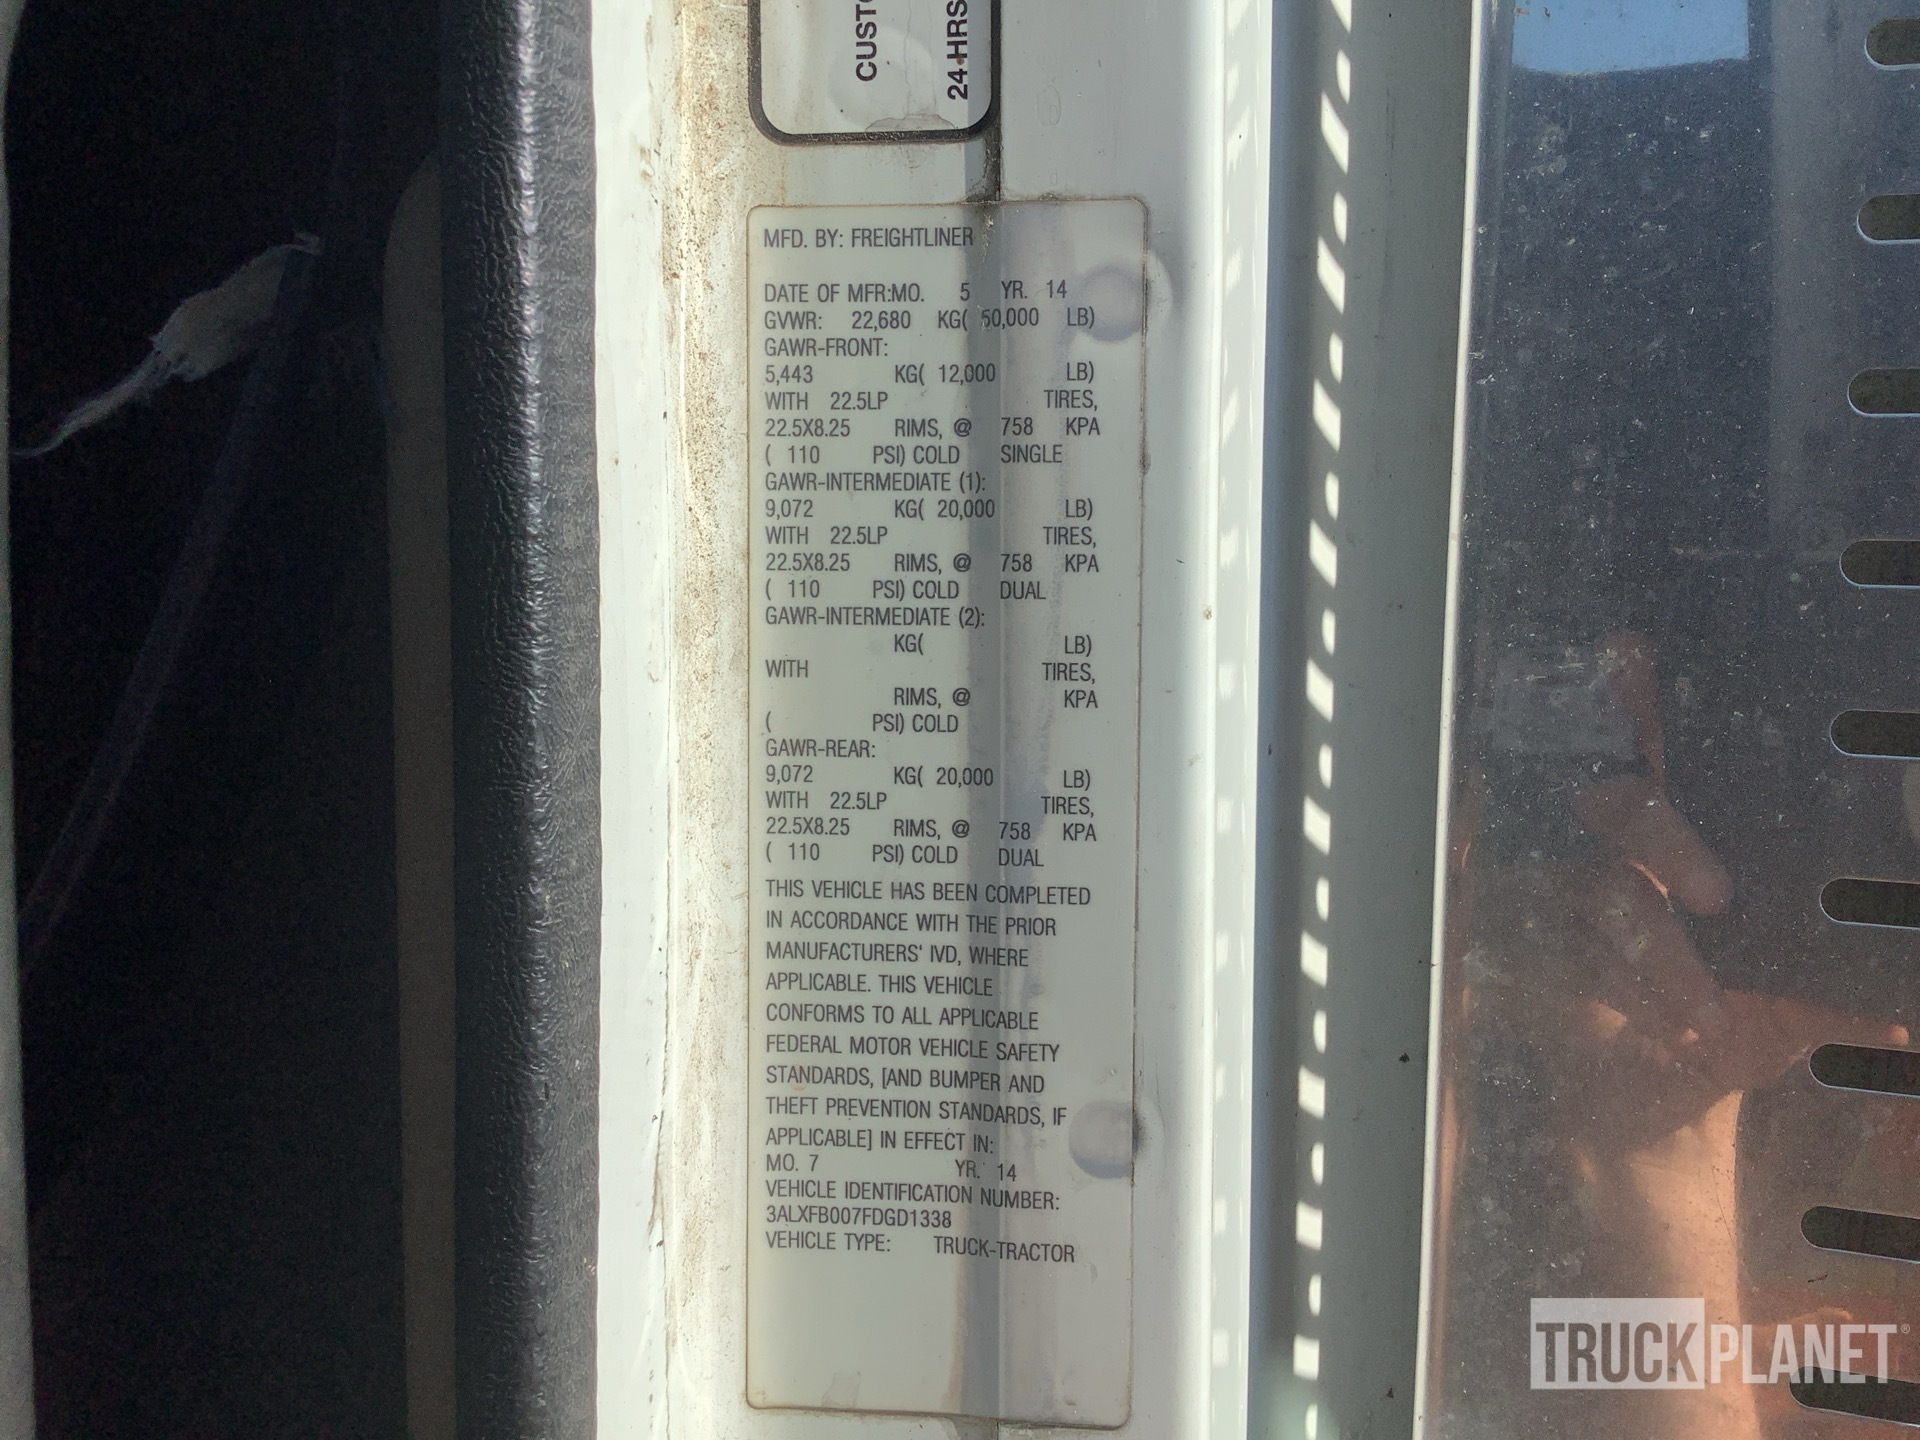 CUSTO
24 HRS
MFD. BY: FREIGHTLINER
DATE OF MFR:MO. 5 YR. 14
GVWR: 22,680 KG( 50,000 LB)
GAWR-FRONT:
5,443 KG( 12,000 LB)
WITH 22.5LP TIRES,
22.5X8.25 RIMS, @ 758 KPA
( 110 PSI) COLD SINGLE
GAWR-INTERMEDIATE (1):
9,072 KG( 20,000 LB)
WITH 22.5LP TIRES,
22.5X8.25 RIMS, @ 758 KPA
( 110 PSI) COLD DUAL
GAWR-INTERMEDIATE (2):
KG( LB)
WITH TIRES,
RIMS, @ KPA
( PSI) COLD
GAWR-REAR:
9,072 KG( 20,000 LB)
WITH 22.5LP TIRES,
22.5X8.25 RIMS, @ 758 KPA
( 110 PSI) COLD DUAL
THIS VEHICLE HAS BEEN COMPLETED
IN ACCORDANCE WITH THE PRIOR
MANUFACTURERS' IVD, WHERE
APPLICABLE. THIS VEHICLE
CONFORMS TO ALL APPLICABLE
FEDERAL MOTOR VEHICLE SAFETY
STANDARDS, [AND BUMPER AND
THEFT PREVENTION STANDARDS, IF
APPLICABLE] IN EFFECT IN:
MO. 7 YR. 14
VEHICLE IDENTIFICATION NUMBER:
3ALXFB007FDGD1338
VEHICLE TYPE: TRUCK-TRACTOR
TRUCKPLANET®